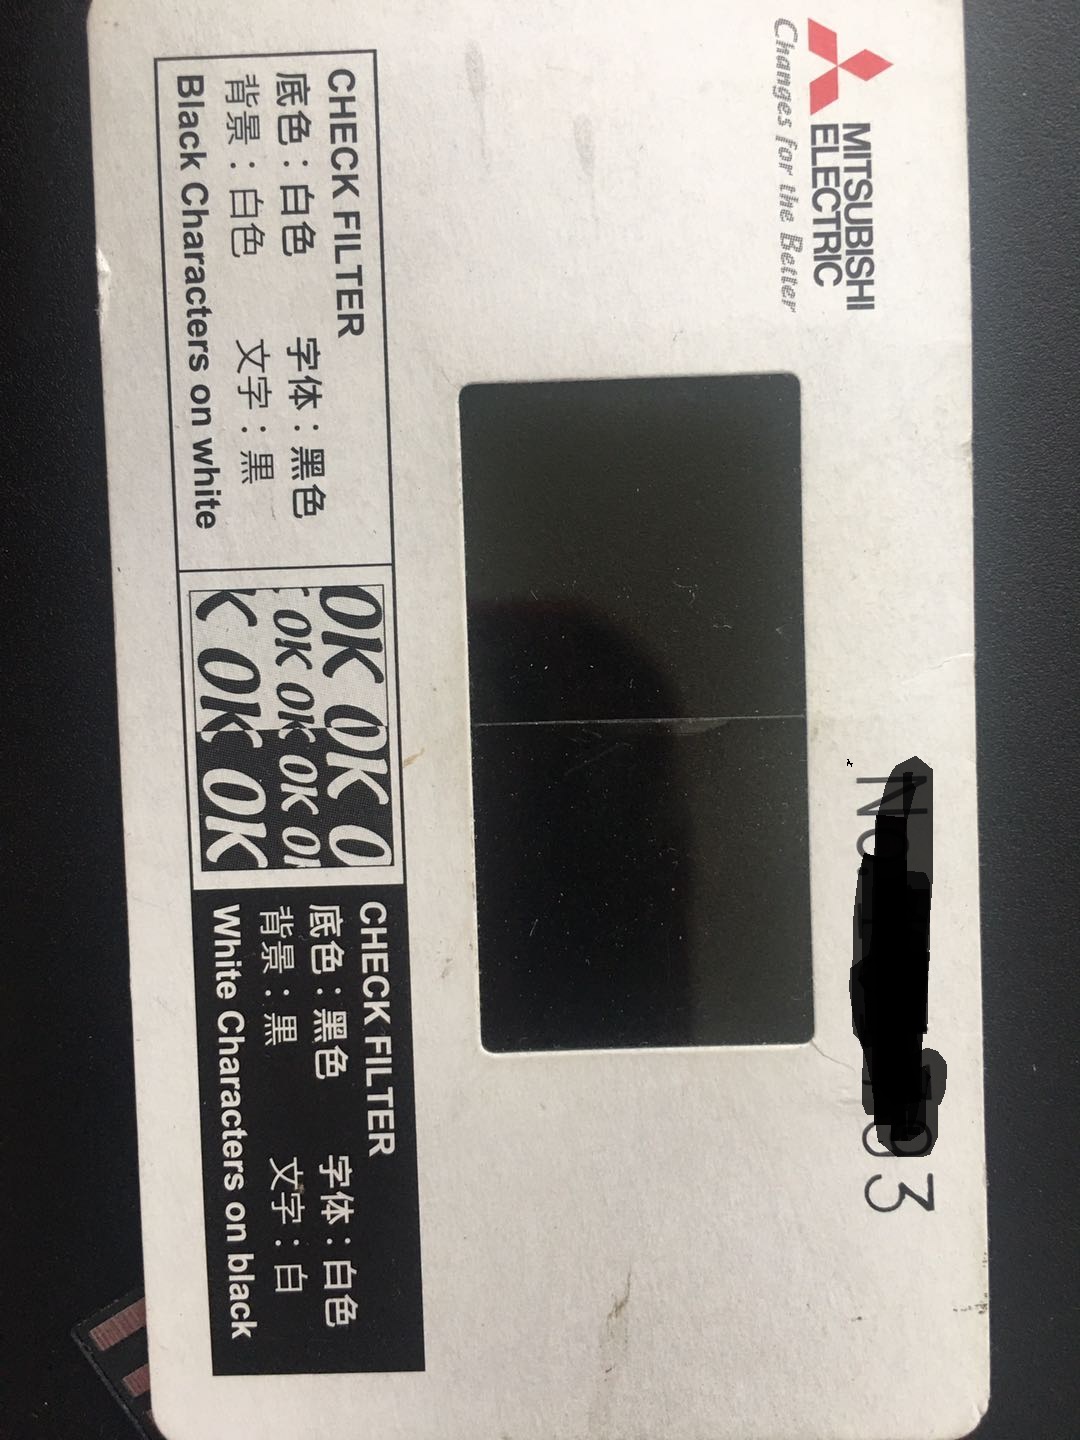 MITSUBISHI
ELECTRIC
Changes for the Better
3
CHECK FILTER
底色：白色 字体：黑色
背景：白色 文字：黒
Black Characters on white
OK OK O
OK OK OK
K OK OK
CHECK FILTER
底色：黑色 字体：白色
背景：黒 文字：白
White Characters on black